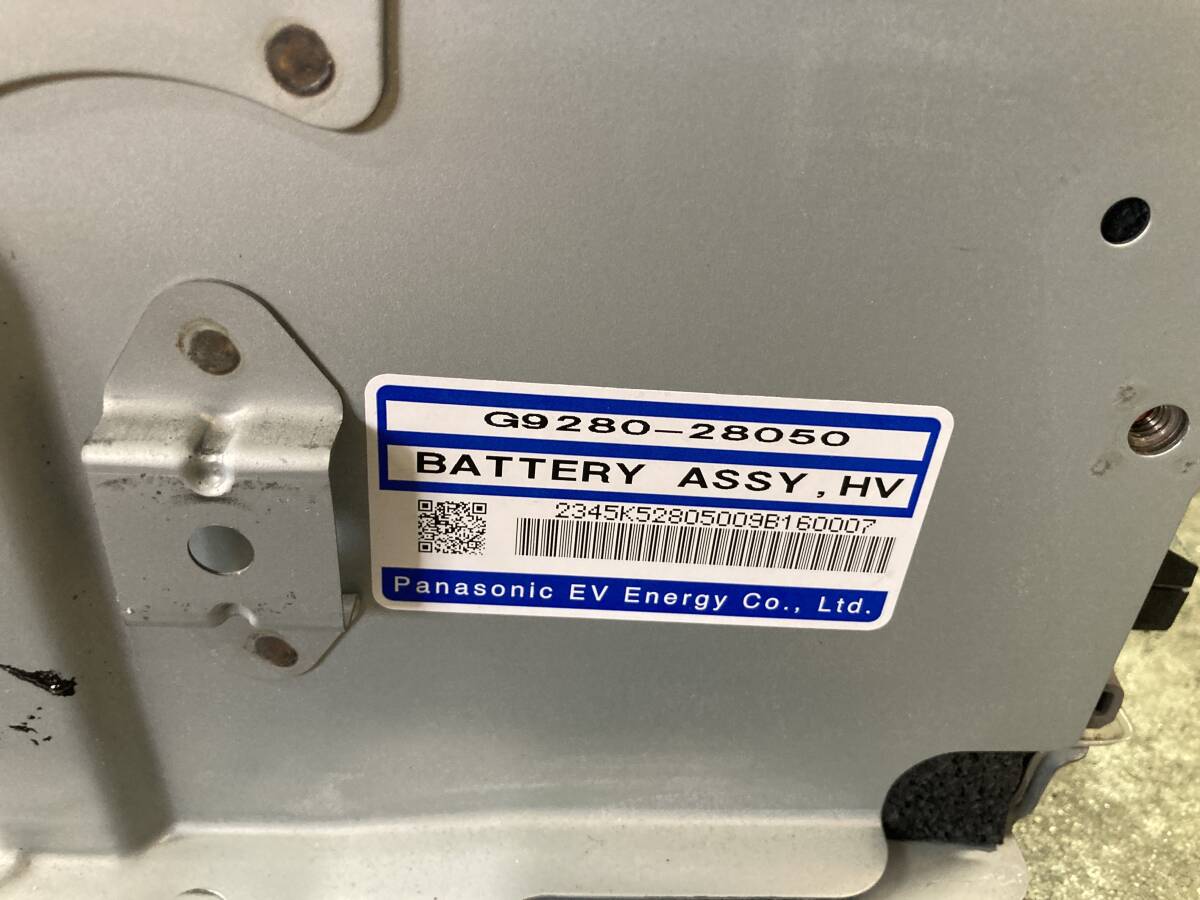 G9280-28050
BATTERY ASSY, HV
2345K52805009B160007
Panasonic EV Energy Co., Ltd.